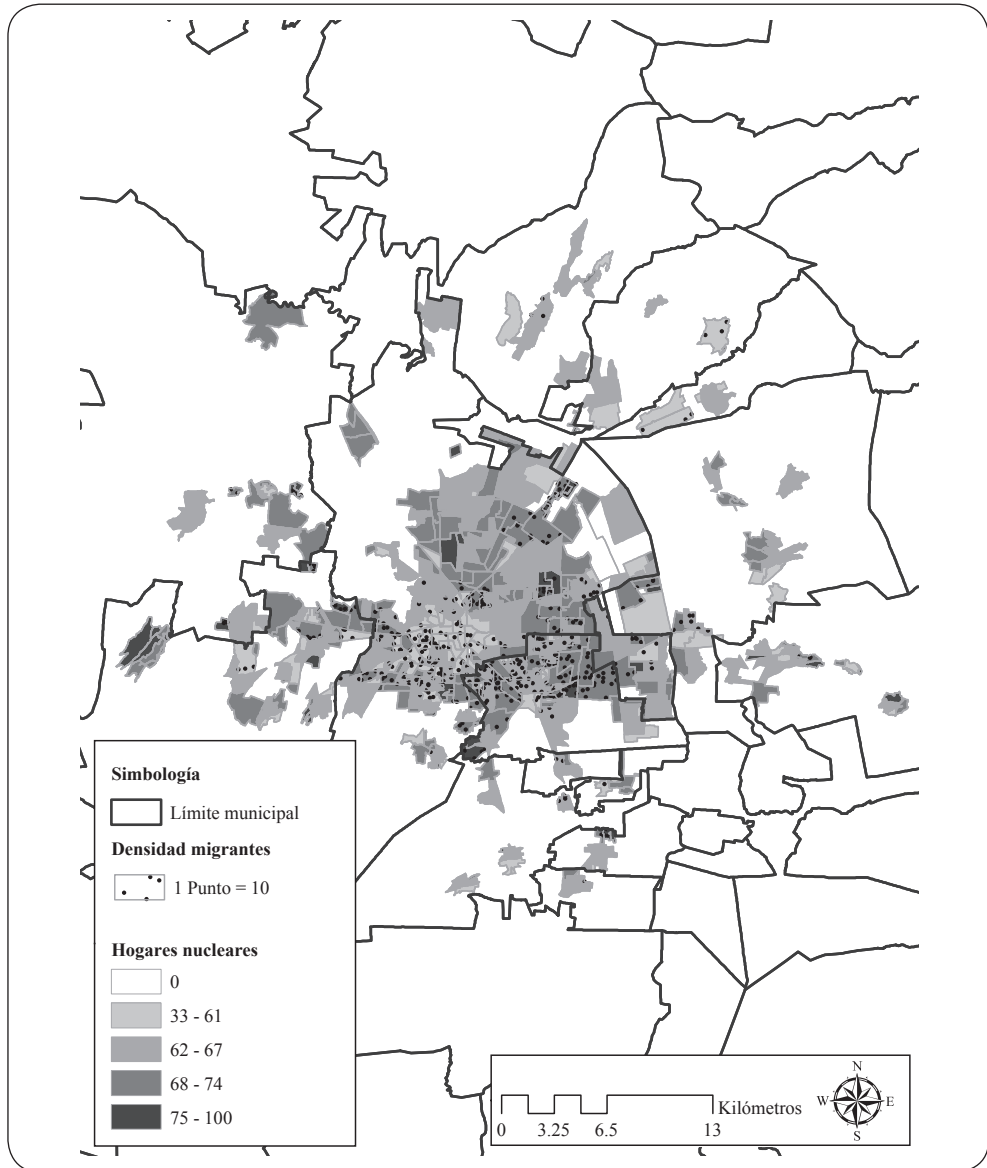 Simbología
Límite municipal
Densidad migrantes
1 Punto = 10
Hogares nucleares
0
33 - 61
62 - 67
68 - 74
75 - 100
N
W E
S
Kilómetros
0 3.25 6.5 13